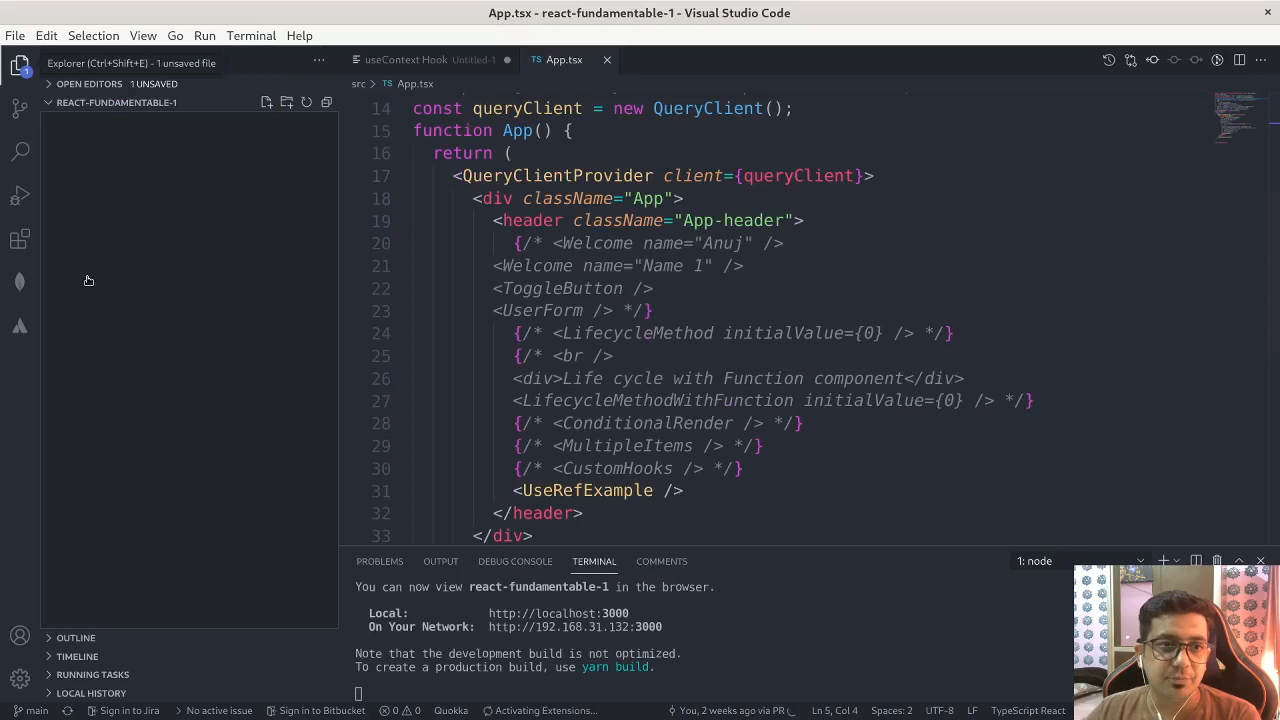 App.tsx - react-fundamentable-1 - Visual Studio Code
File Edit Selection View Go Run Terminal Help
Explorer (Ctrl+Shift+E) - 1 unsaved file
useContext Hook Untitled-1
App.tsx
1
OPEN EDITORS 1 UNSAVED
src > App.tsx
REACT-FUNDAMENTABLE-1
14 const queryClient = new QueryClient();
15 function App() {
16 return (
17 <QueryClientProvider client={queryClient}>
18 <div className="App">
19 <header className="App-header">
20 {/* <Welcome name="Anuj" />
21 <Welcome name="Name 1" />
22 <ToggleButton />
23 <UserForm /> */}
24 {/* <LifecycleMethod initialValue={0} /> */}
25 {/* <br />
26 <div>Life cycle with Function component</div>
27 <LifecycleMethodWithFunction initialValue={0} /> */}
28 {/* <ConditionalRender /> */}
29 {/* <MultipleItems /> */}
30 {/* <CustomHooks /> */}
31 <UseRefExample />
32 </header>
33 </div>
PROBLEMS OUTPUT DEBUG CONSOLE TERMINAL COMMENTS
1: node
You can now view react-fundamentable-1 in the browser.
Local: http://localhost:3000
On Your Network: http://192.168.31.132:3000
Note that the development build is not optimized.
To create a production build, use yarn build.
OUTLINE
TIMELINE
RUNNING TASKS
LOCAL HISTORY
main Sign in to Jira No active issue Sign in to Bitbucket 0 0 Quokka Activating Extensions... You, 2 weeks ago via PR Ln 5, Col 4 Spaces: 2 UTF-8 LF TypeScript React